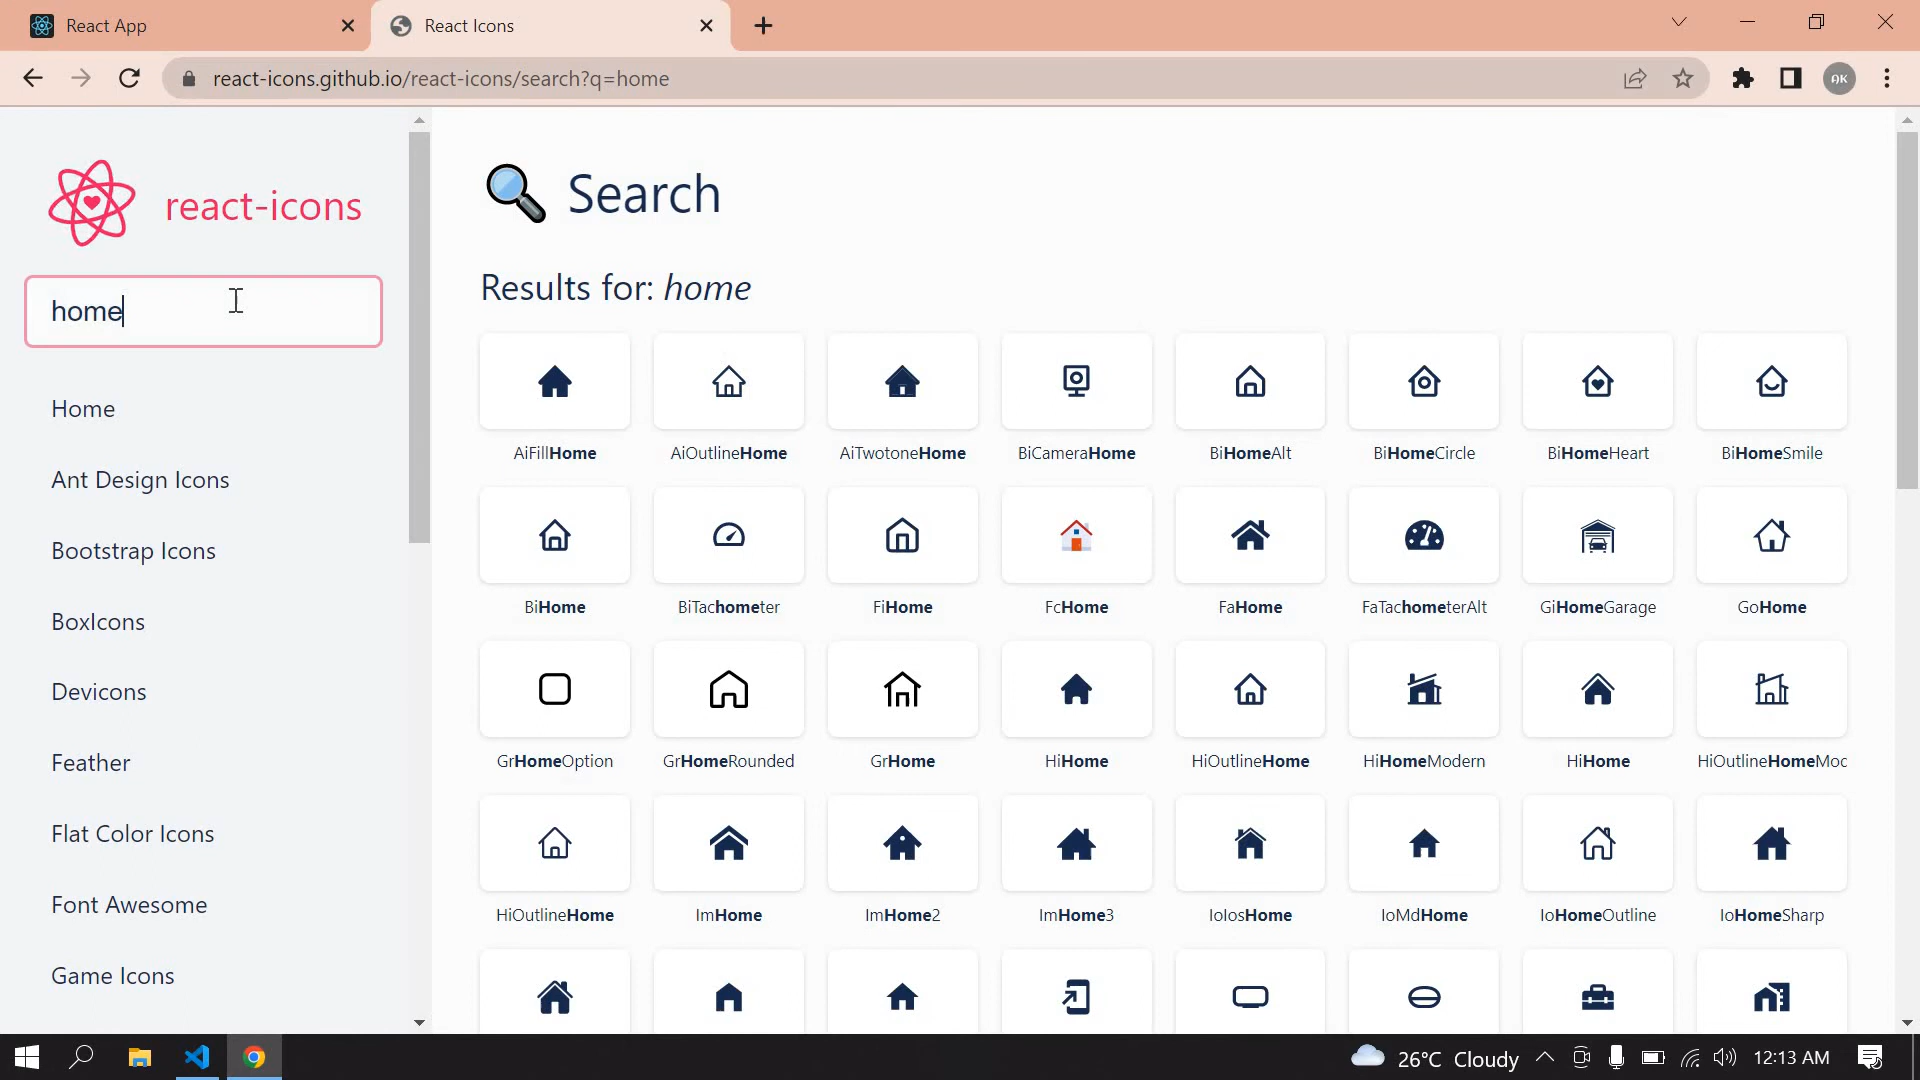 React App
React Icons
react-icons.github.io/react-icons/search?q=home
AK
react-icons
home
Home
Ant Design Icons
Bootstrap Icons
BoxIcons
Devicons
Feather
Flat Color Icons
Font Awesome
Game Icons
Search
Results for: home
AiFillHome AiOutlineHome AiTwotoneHome BiCameraHome BiHomeAlt BiHomeCircle BiHomeHeart BiHomeSmile
BiHome BiTachometer FiHome FcHome FaHome FaTachometerAlt GiHomeGarage GoHome
GrHomeOption GrHomeRounded GrHome HiHome HiOutlineHome HiHomeModern HiHome HiOutlineHomeMoc
HiOutlineHome ImHome ImHome2 ImHome3 IoIosHome IoMdHome IoHomeOutline IoHomeSharp
26°C Cloudy 12:13 AM